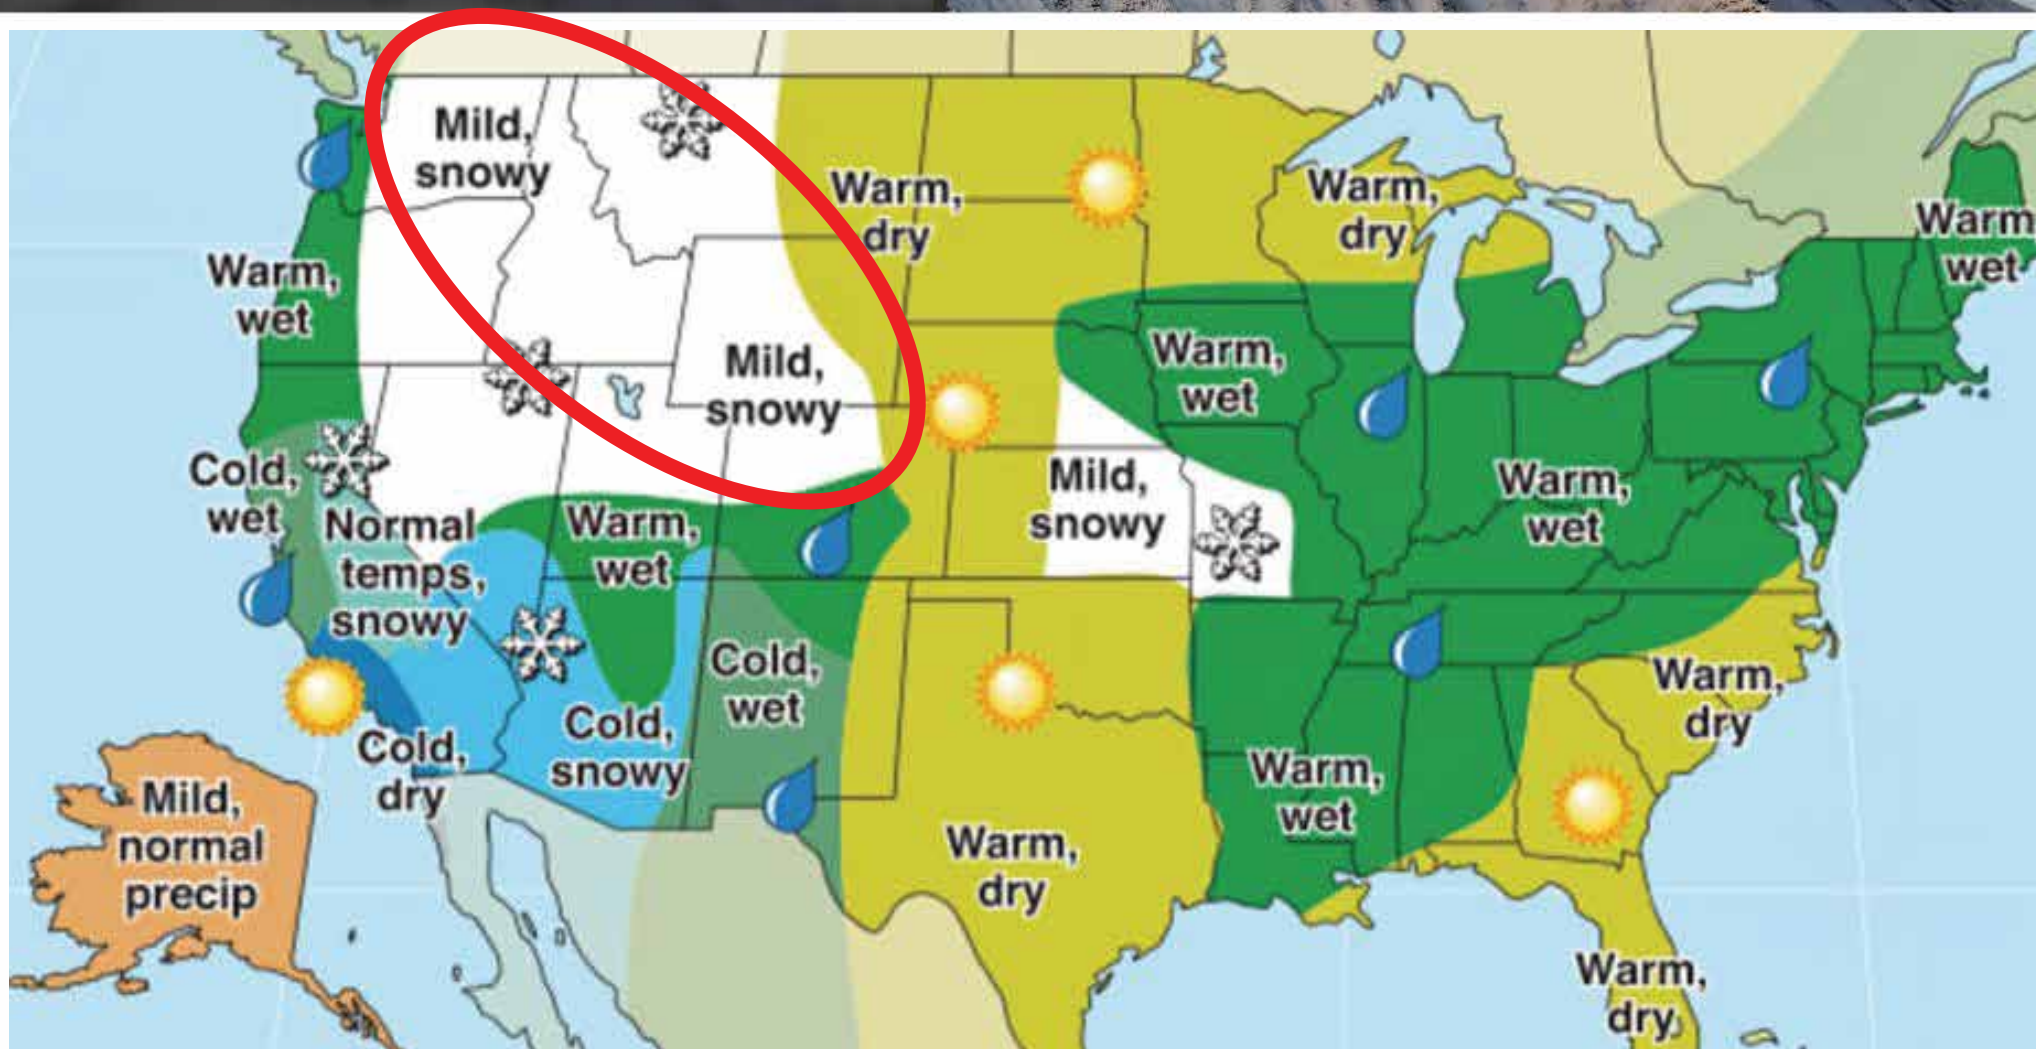 Mild,
snowy
Warm,
dry
Warm,
dry
Warm
wet
Warm,
wet
Mild,
snowy
Warm,
wet
Cold,
wet
Normal
temps,
snowy
Warm,
wet
Mild,
snowy
Warm,
wet
Cold,
wet
Cold,
snowy
Cold,
dry
Warm,
dry
Warm,
wet
Mild,
normal
precip
Warm,
dry
Warm,
dry